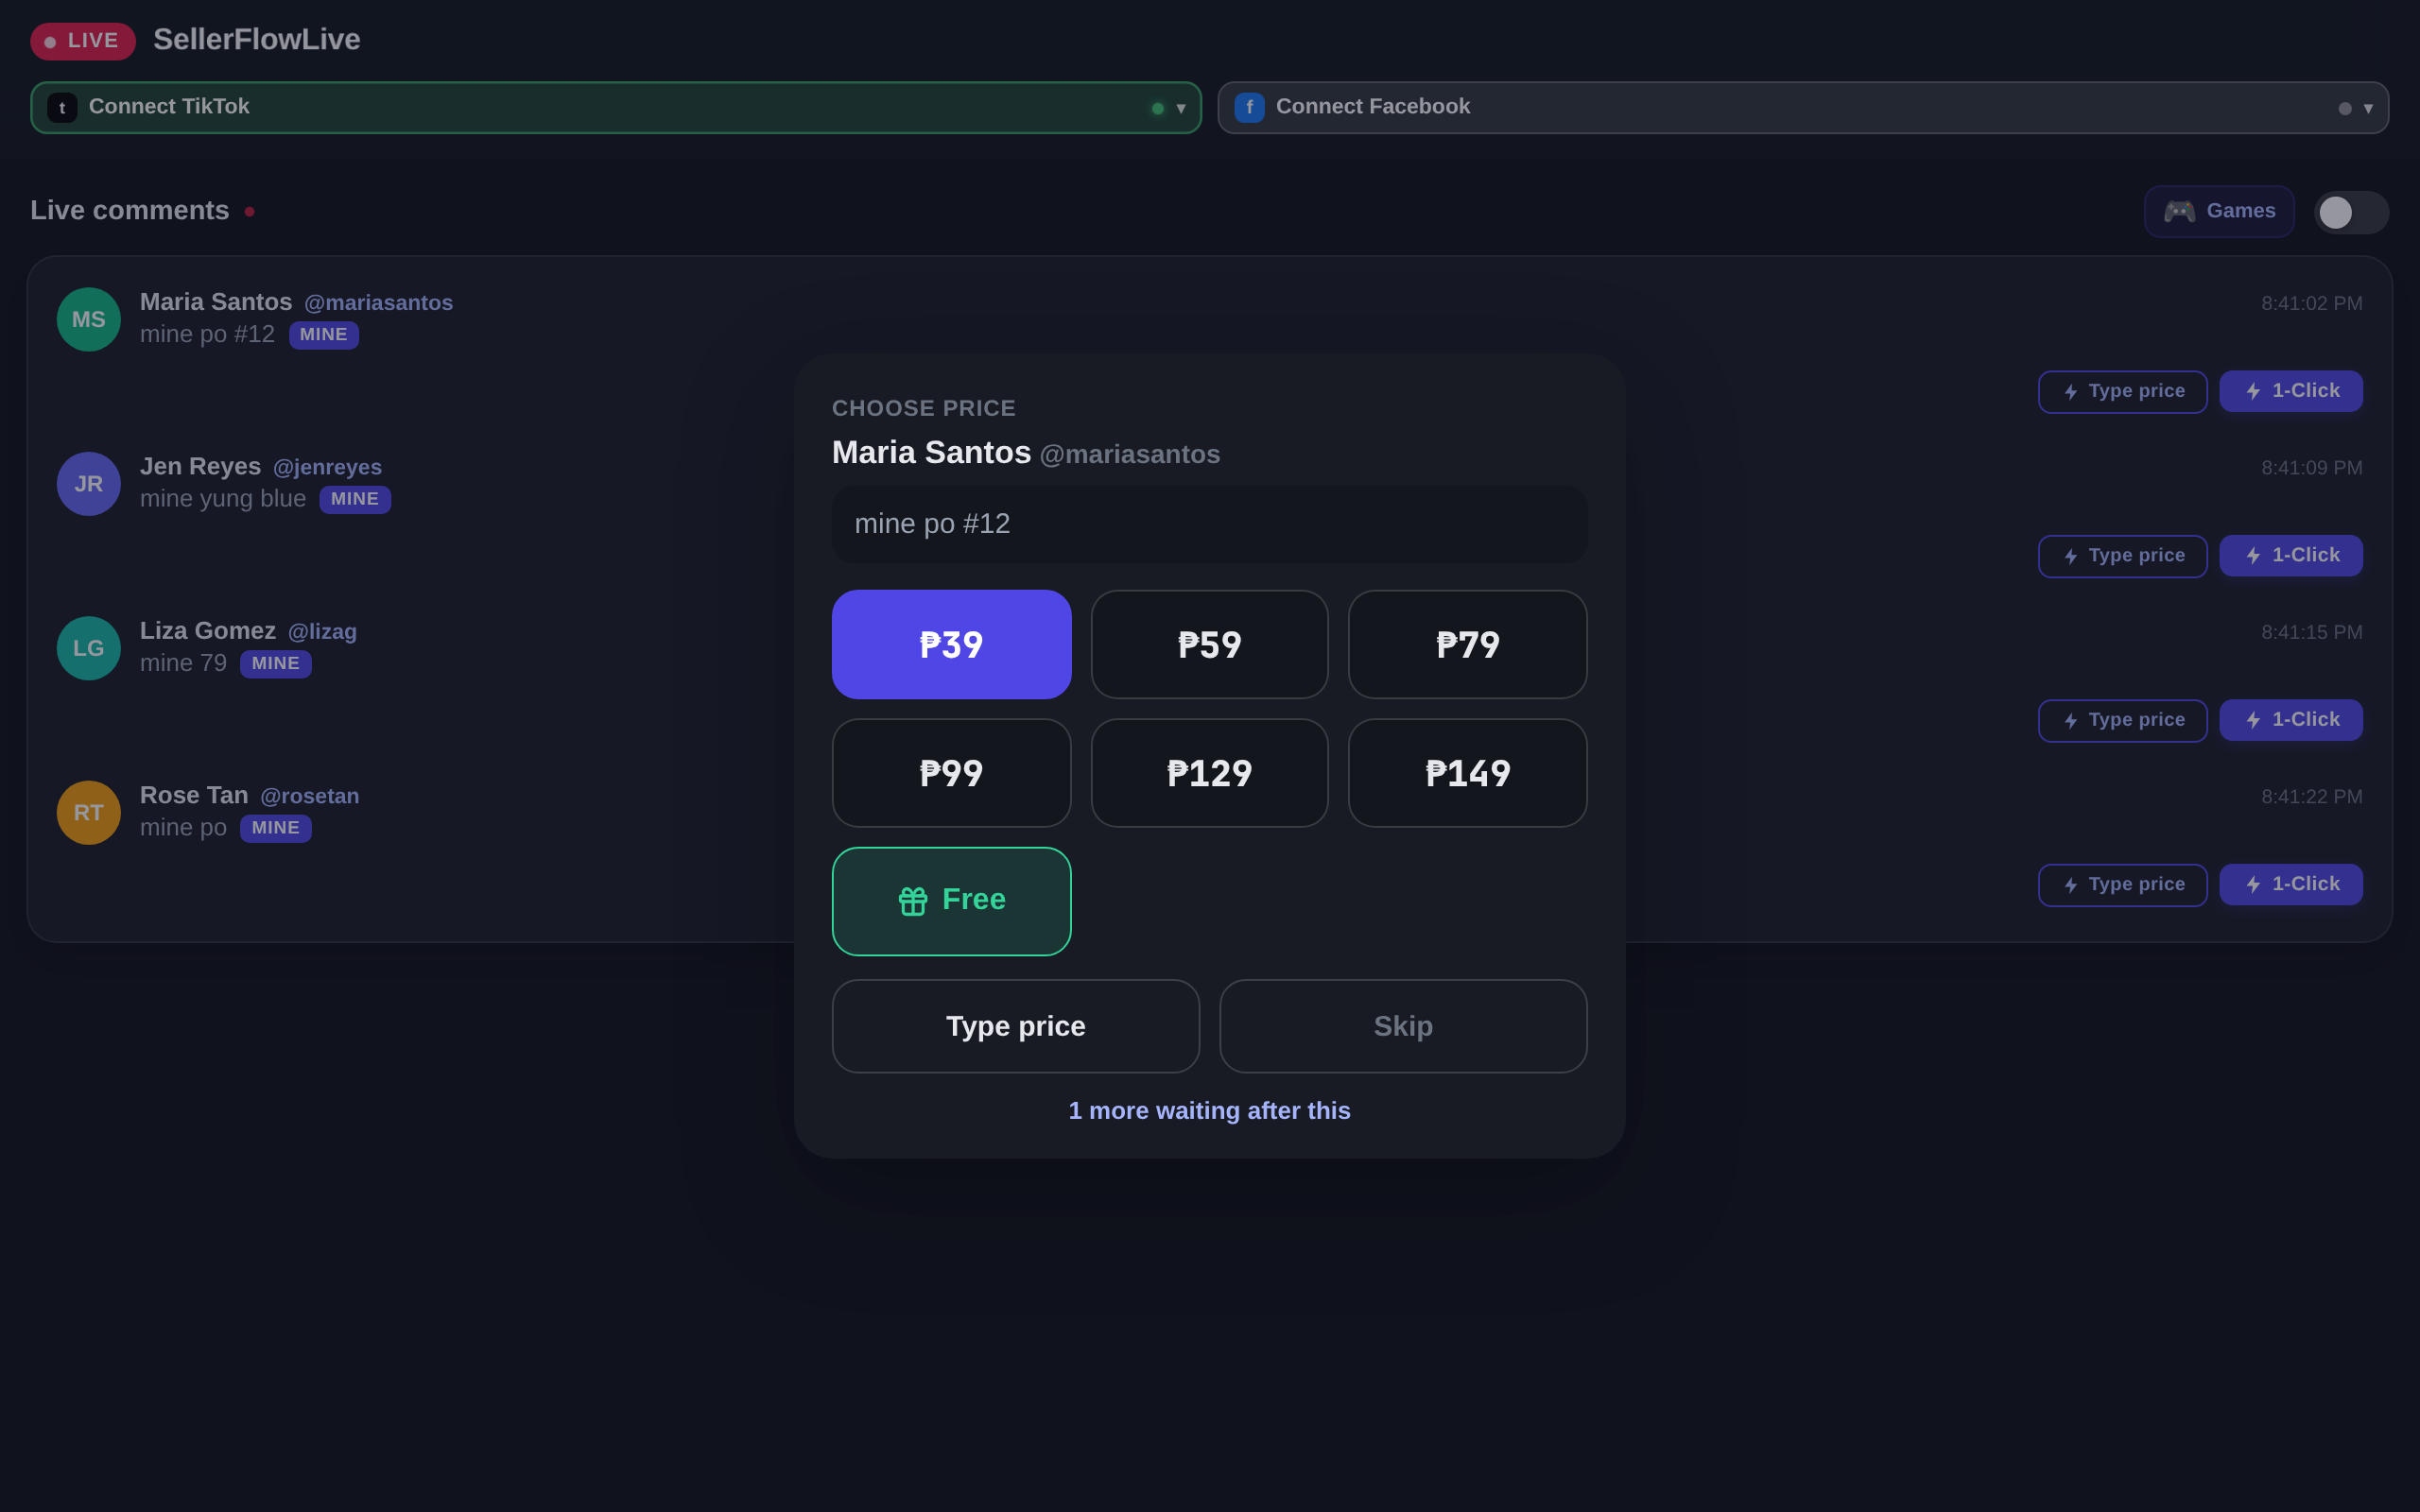 LIVE SellerFlowLive
t Connect TikTok ▾ f Connect Facebook ▾
Live comments 🎮 Games
MS Maria Santos @mariasantos 8:41:02 PM
mine po #12 MINE
Type price 1-Click
JR Jen Reyes @jenreyes 8:41:09 PM
mine yung blue MINE
Type price 1-Click
LG Liza Gomez @lizag 8:41:15 PM
mine 79 MINE
Type price 1-Click
RT Rose Tan @rosetan 8:41:22 PM
mine po MINE
Type price 1-Click
CHOOSE PRICE
Maria Santos @mariasantos
mine po #12
₱39 ₱59 ₱79
₱99 ₱129 ₱149
Free
Type price Skip
1 more waiting after this